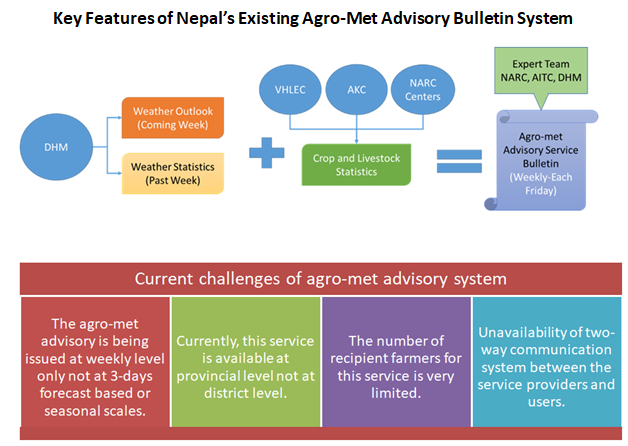 Key Features of Nepal's Existing Agro-Met Advisory Bulletin System
Expert Team
NARC, AITC, DHM
VHLEC
AKC
NARC
Centers
Weather Outlook
(Coming Week)
DHM
Weather Statistics
(Past Week)
Crop and Livestock
Statistics
Agro-met
Advisory Service
Bulletin
(Weekly-Each
Friday)
Current challenges of agro-met advisory system
The agro-met
advisory is being
issued at weekly level
only not at 3-days
forecast based or
seasonal scales.
Currently, this service
is available at
provincial level not at
district level.
The number of
recipient farmers for
this service is very
limited.
Unavailability of two-
way communication
system between the
service providers and
users.